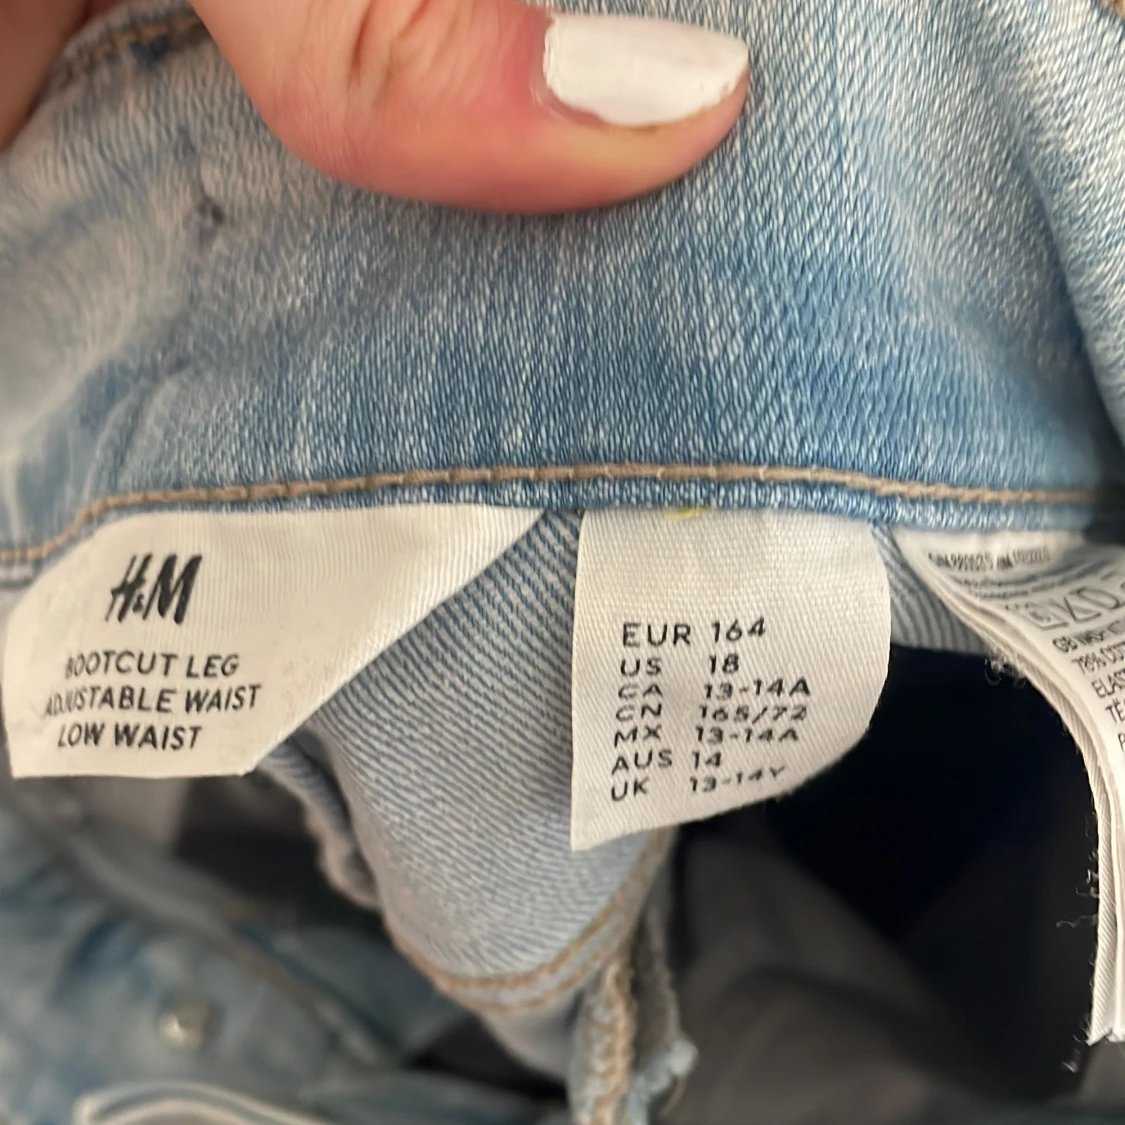 H&M
BOOTCUT LEG
ADJUSTABLE WAIST
LOW WAIST
EUR 164
US 18
CA 13-14A
CN 165/72
MX 13-14A
AUS 14
UK 13-14Y
78%